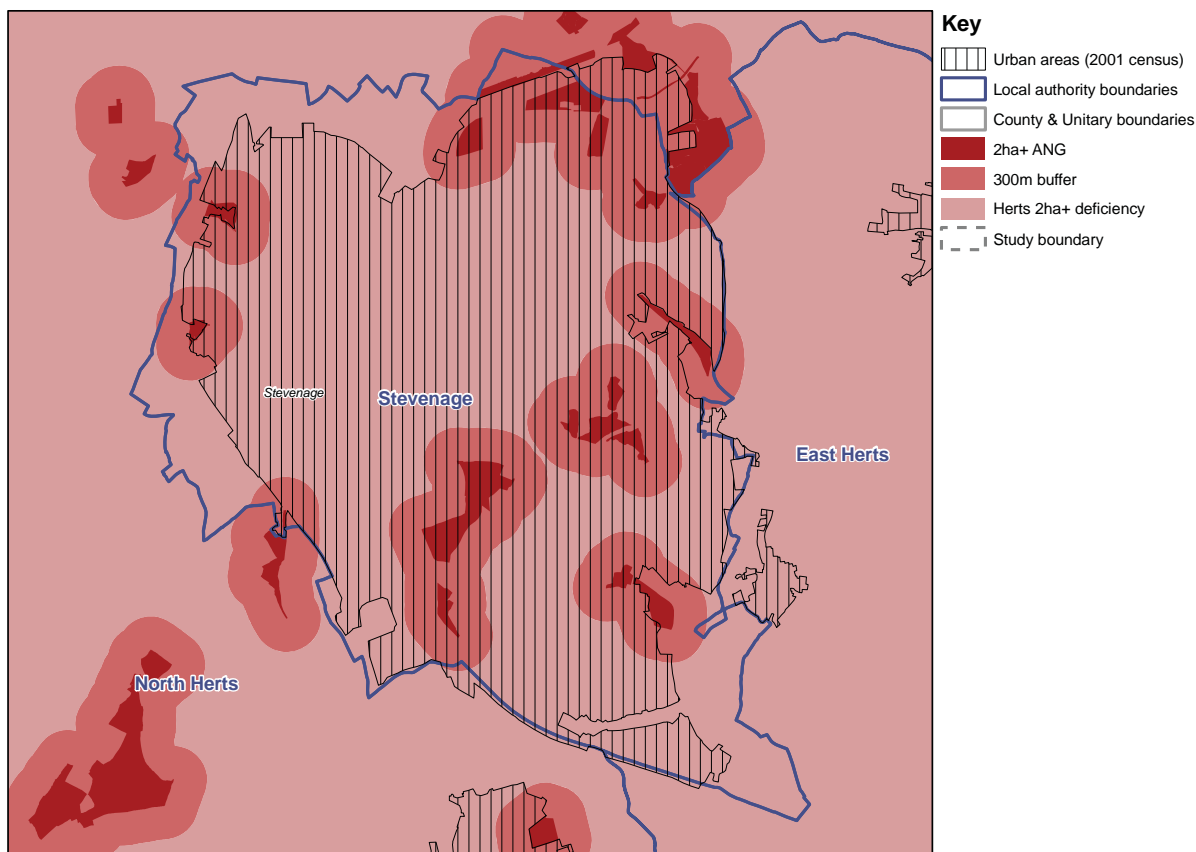 Key
Urban areas (2001 census)
Local authority boundaries
County & Unitary boundaries
2ha+ ANG
300m buffer
Herts 2ha+ deficiency
Study boundary
Stevenage
Stevenage
East Herts
North Herts